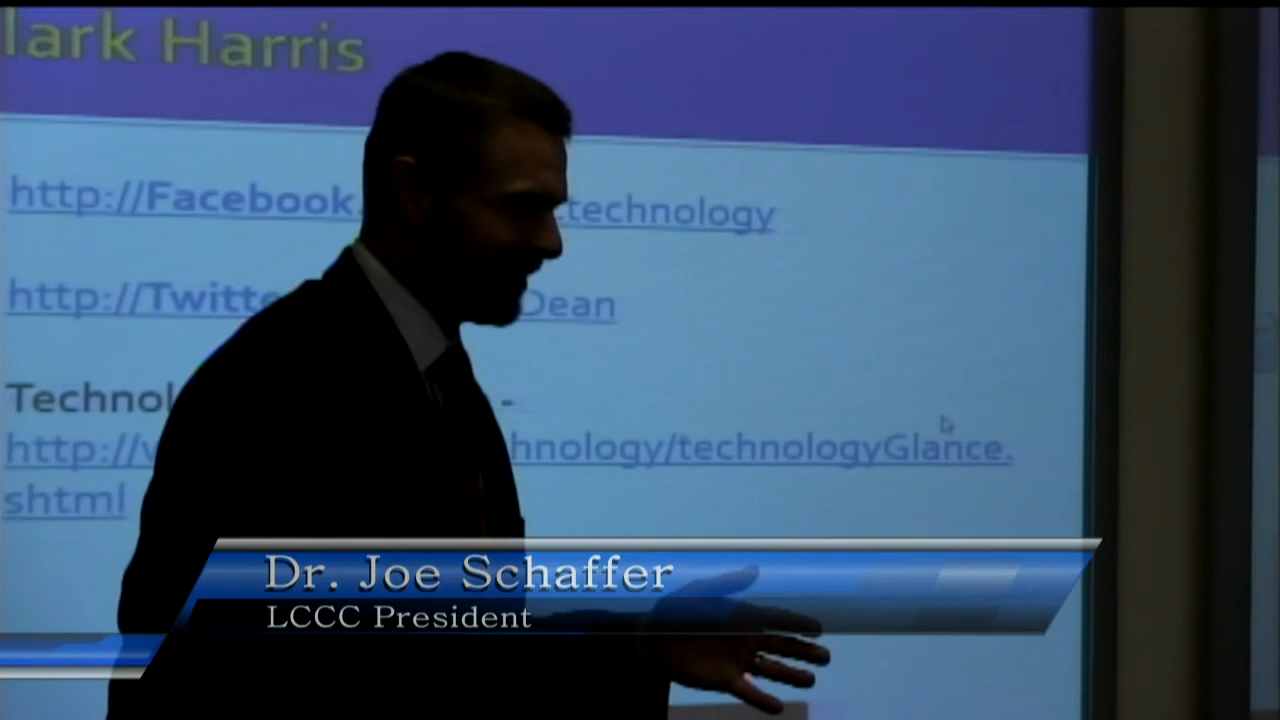 lark Harris
http://Facebook. technology
http://Twitte Dean
Technol -
http:// hnology/technologyGlance.
shtml
Dr. Joe Schaffer
LCCC President